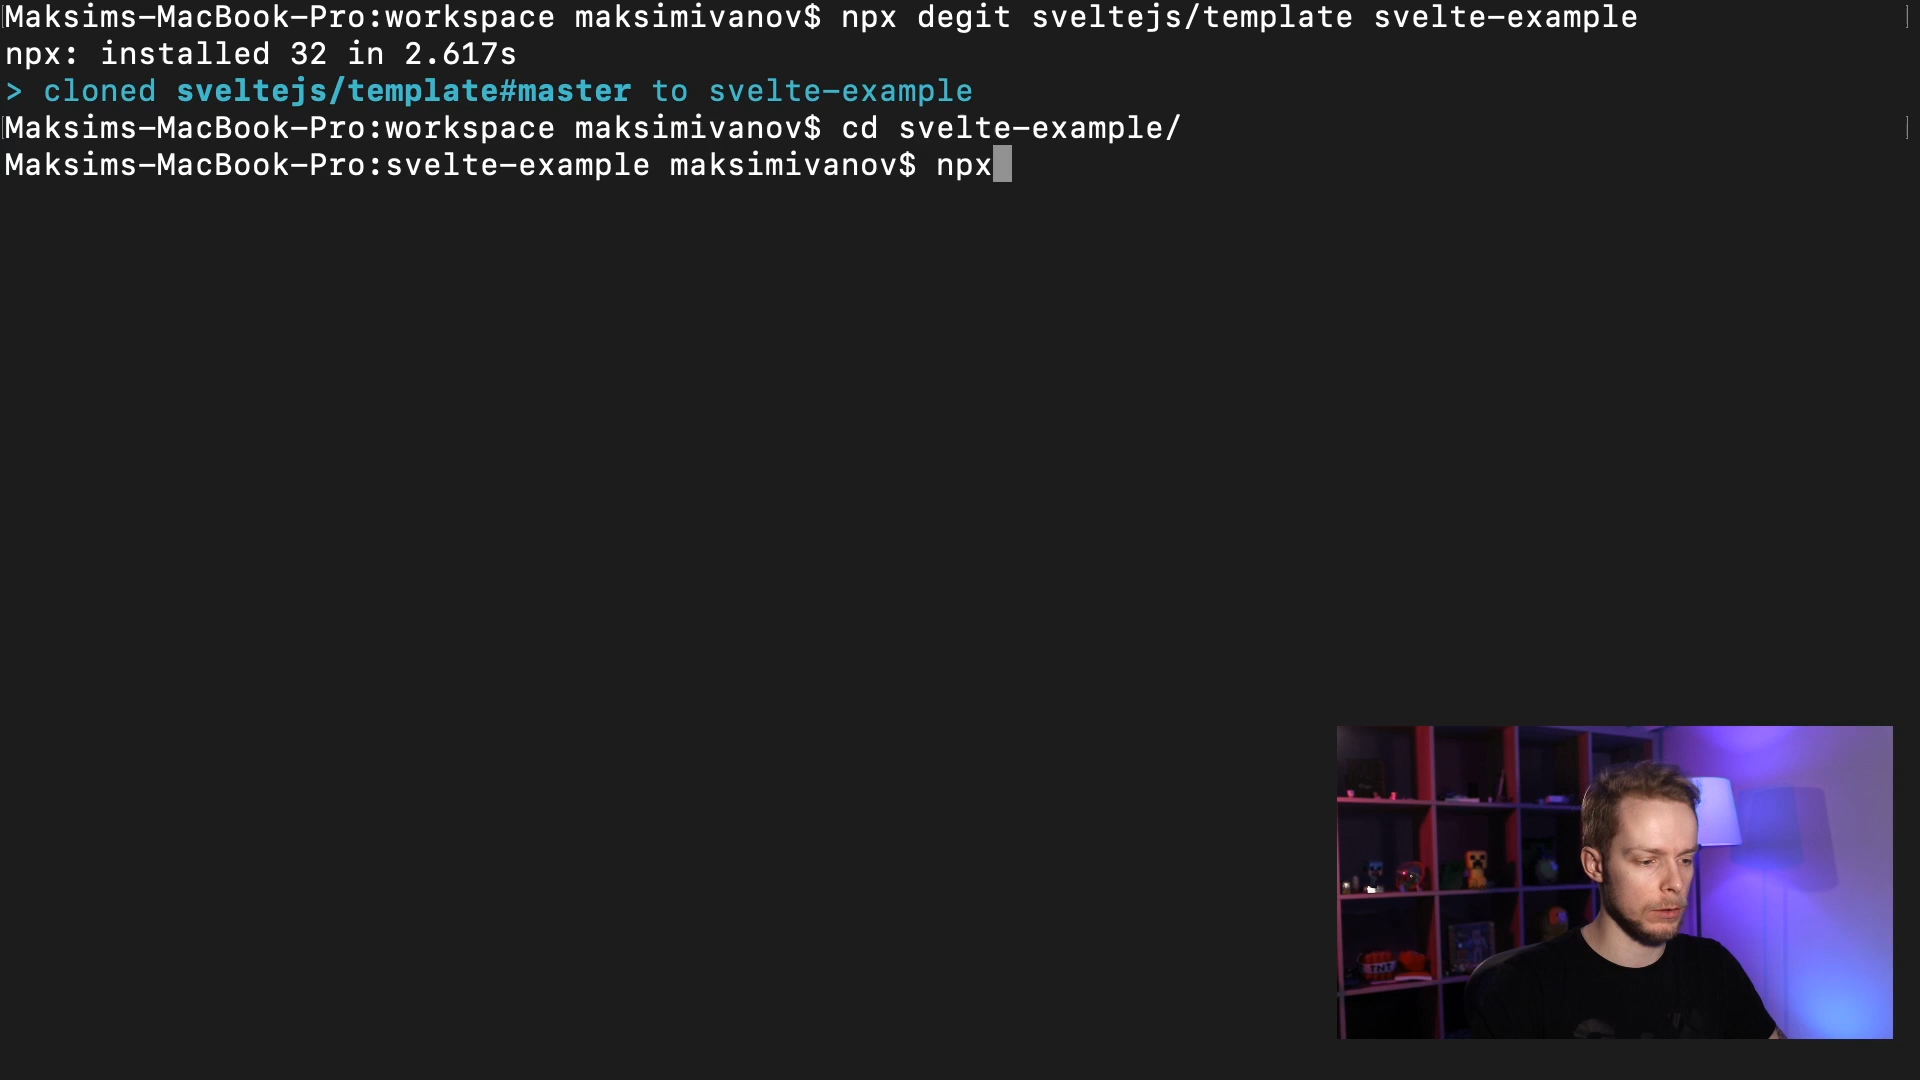 Maksims-MacBook-Pro:workspace maksimivanov$ npx degit sveltejs/template svelte-example
npx: installed 32 in 2.617s
> cloned sveltejs/template#master to svelte-example
Maksims-MacBook-Pro:workspace maksimivanov$ cd svelte-example/
Maksims-MacBook-Pro:svelte-example maksimivanov$ npx
TNT